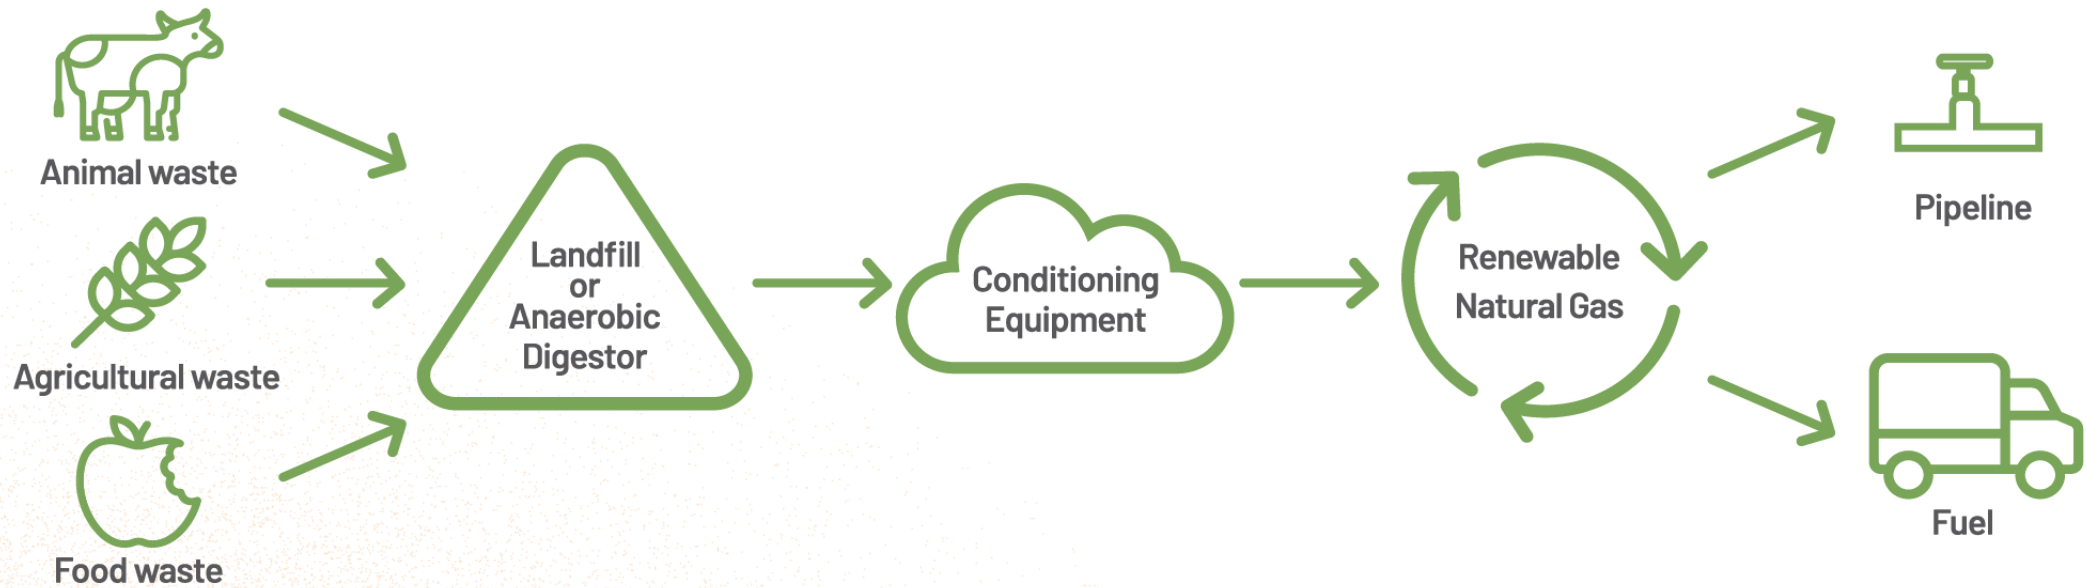 Animal waste
Agricultural waste
Food waste
Landfill
or
Anaerobic
Digestor
Conditioning
Equipment
Renewable
Natural Gas
Pipeline
Fuel